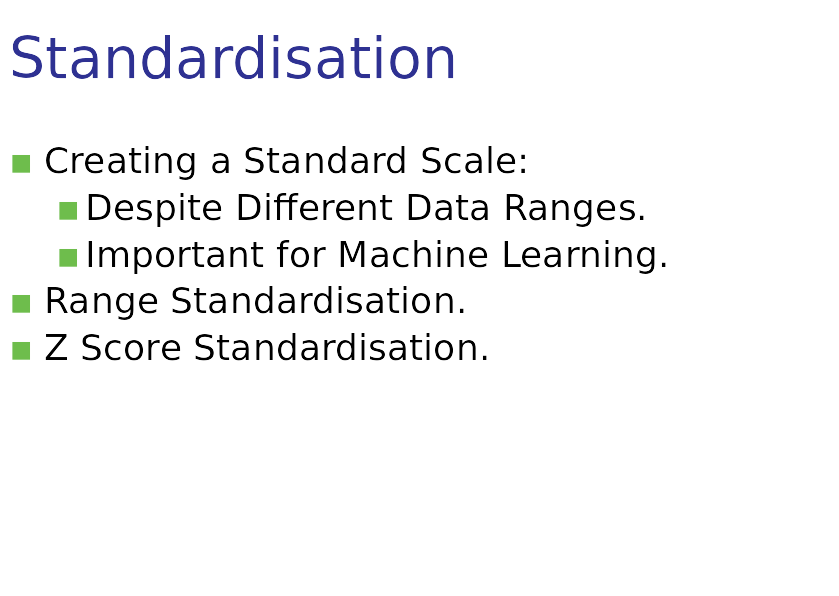 Standardisation
Creating a Standard Scale:
Despite Different Data Ranges.
Important for Machine Learning.
Range Standardisation.
Z Score Standardisation.